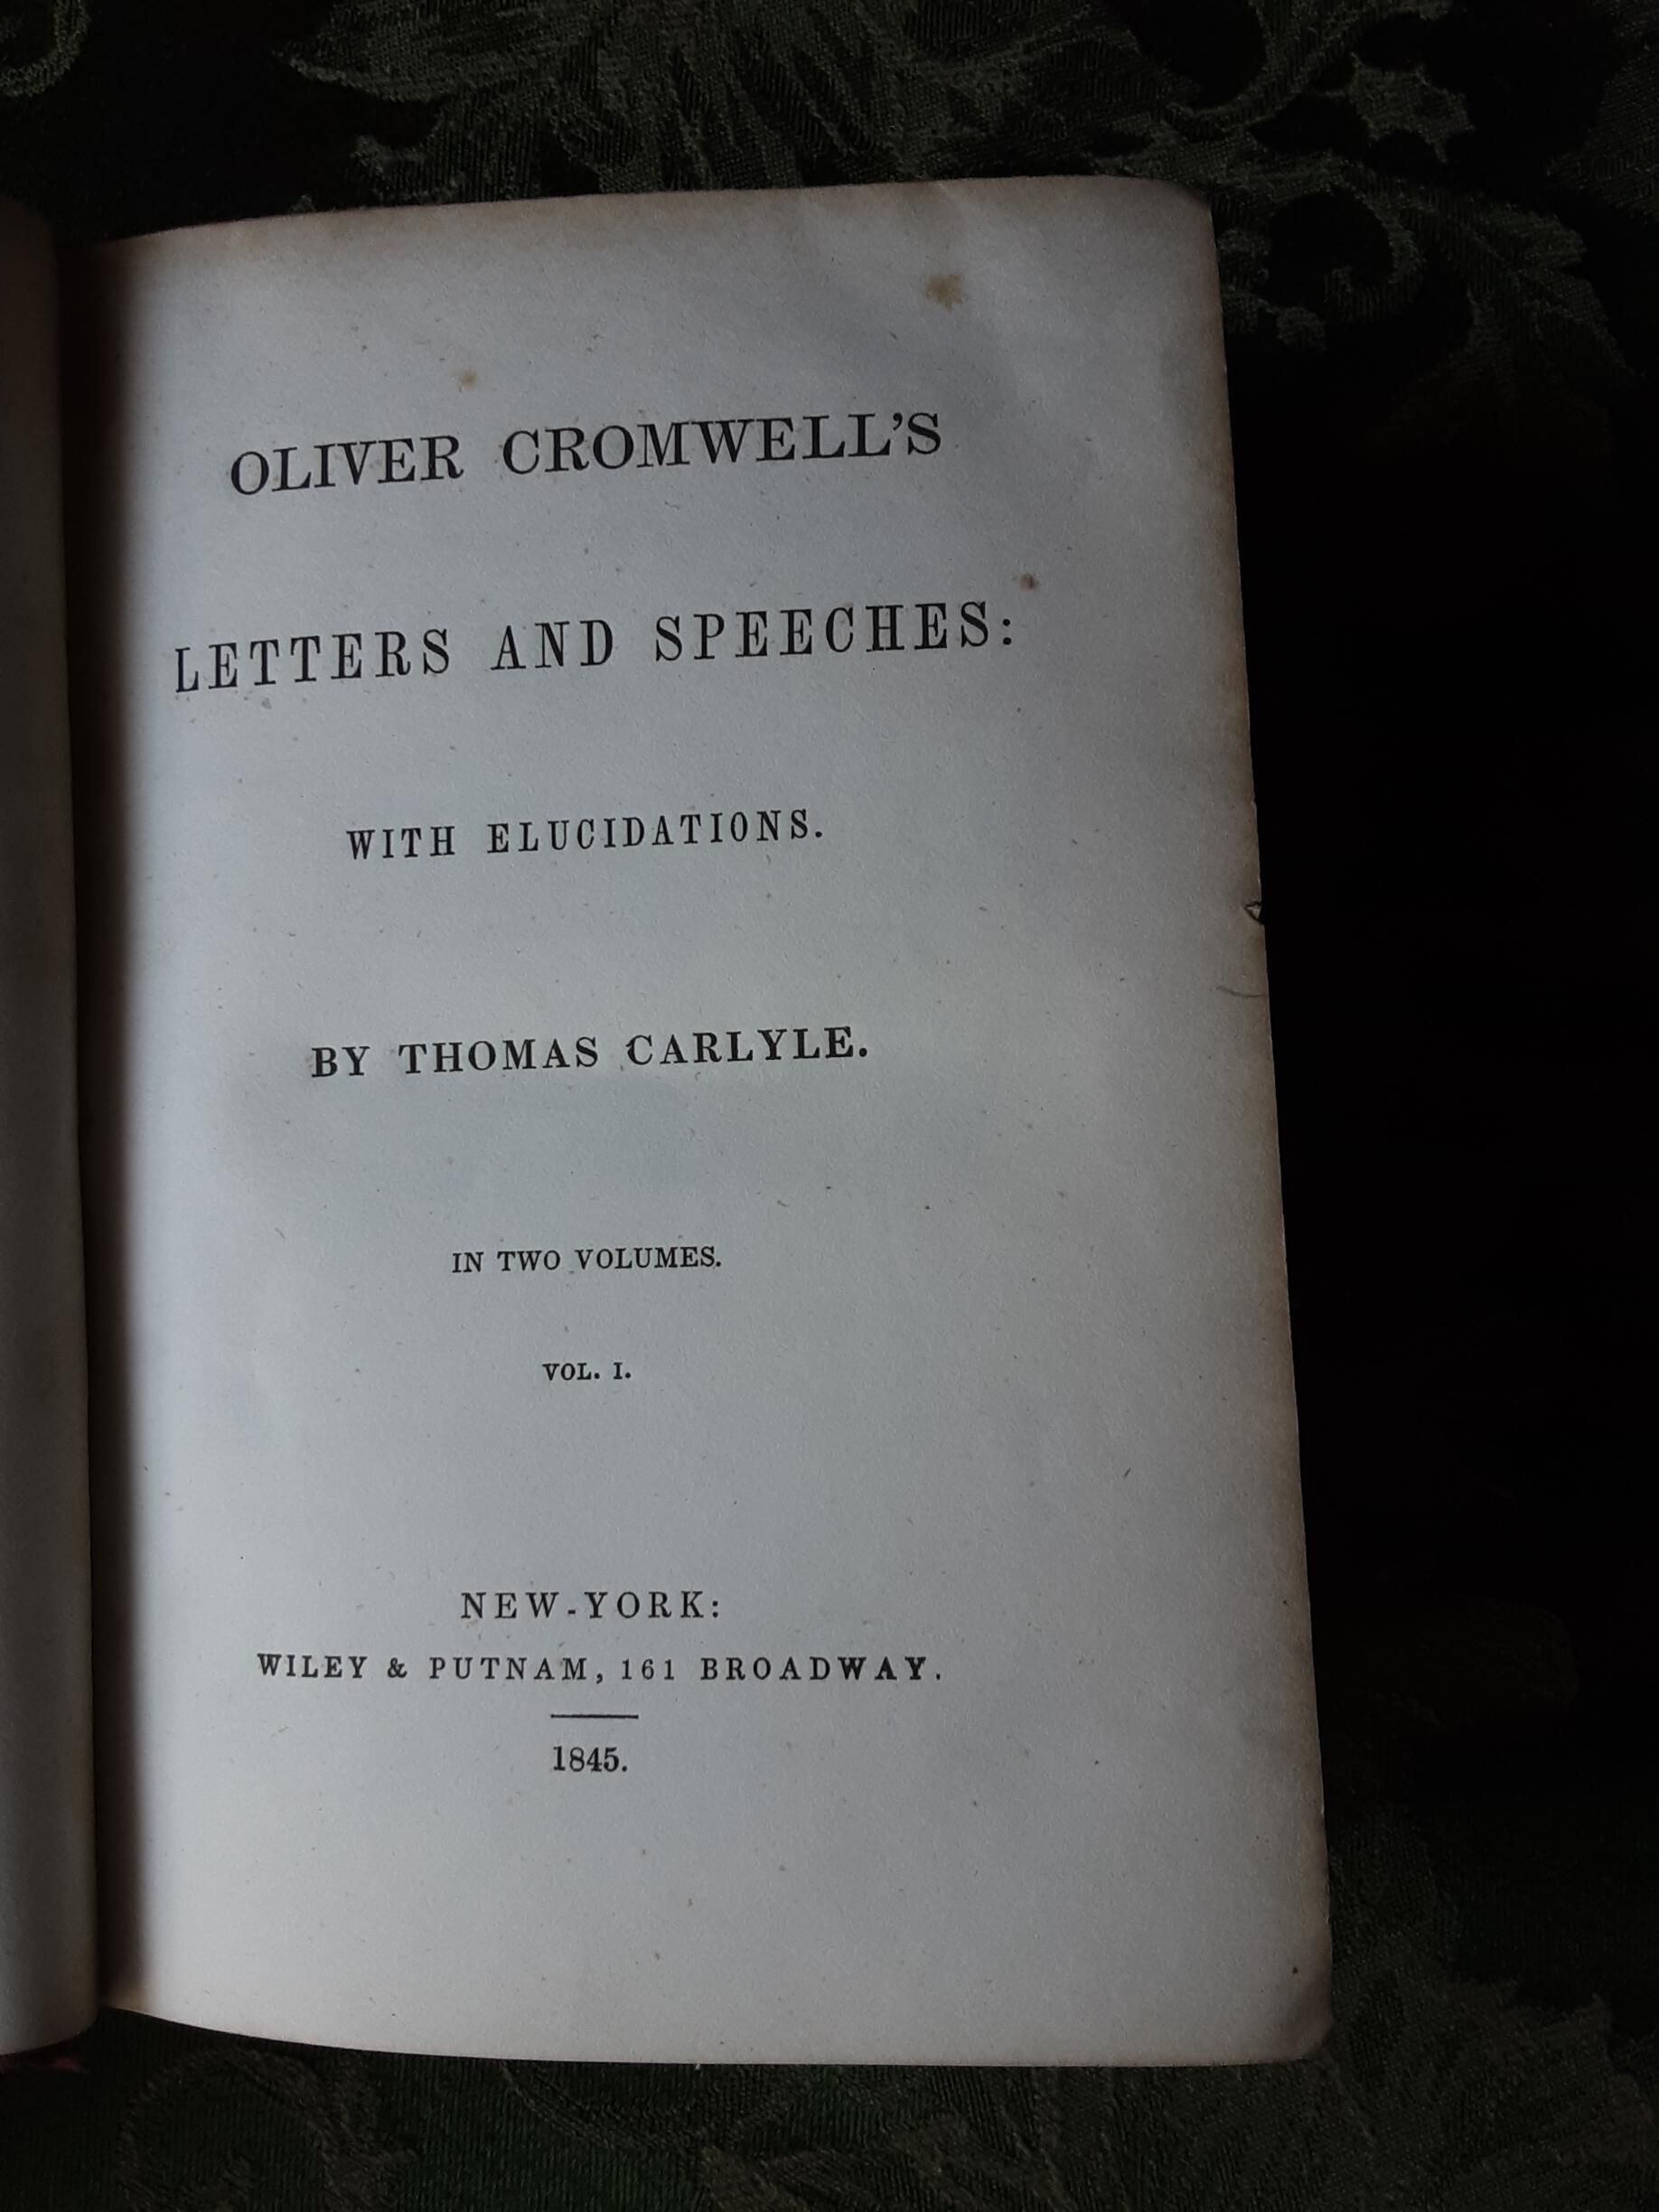 OLIVER CROMWELL'S
LETTERS AND SPEECHES:
WITH ELUCIDATIONS.
BY THOMAS CARLYLE.
IN TWO VOLUMES.
VOL. I.
NEW-YORK:
WILEY & PUTNAM, 161 BROADWAY.
1845.